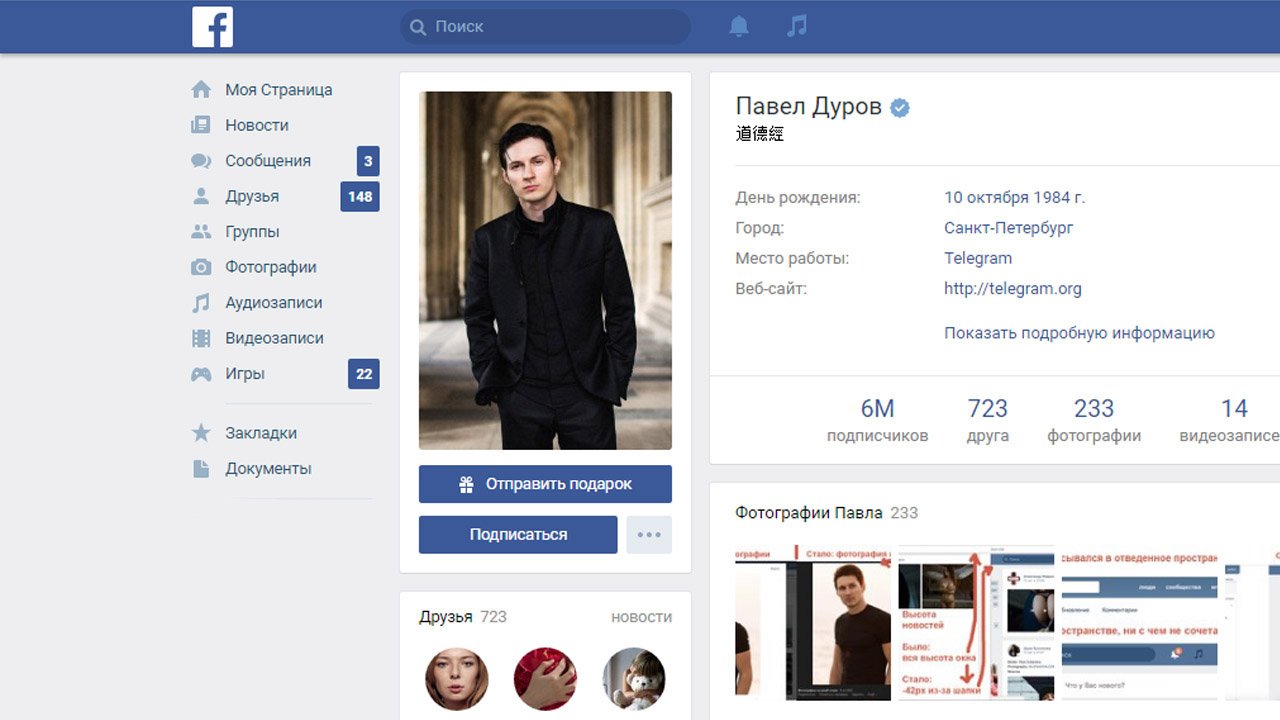 f
Поиск
Моя Страница
Новости
Сообщения 3
Друзья 148
Группы
Фотографии
Аудиозаписи
Видеозаписи
Игры 22
Закладки
Документы
Отправить подарок
Подписаться
Друзья 723 новости
Павел Дуров
道德經
День рождения: 10 октября 1984 г.
Город: Санкт-Петербург
Место работы: Telegram
Веб-сайт: http://telegram.org
Показать подробную информацию
6M 723 233 14
подписчиков друга фотографии видеозаписе
Фотографии Павла 233
ографии
Стало: фотография
Высота
новостей
Было:
вся высота окна
Стало:
-42px из-за шапки
сывался в отведенное простран
люди сообщества
Комментарии
остранстве, ни с чем не сочета
Что у Вас нового?